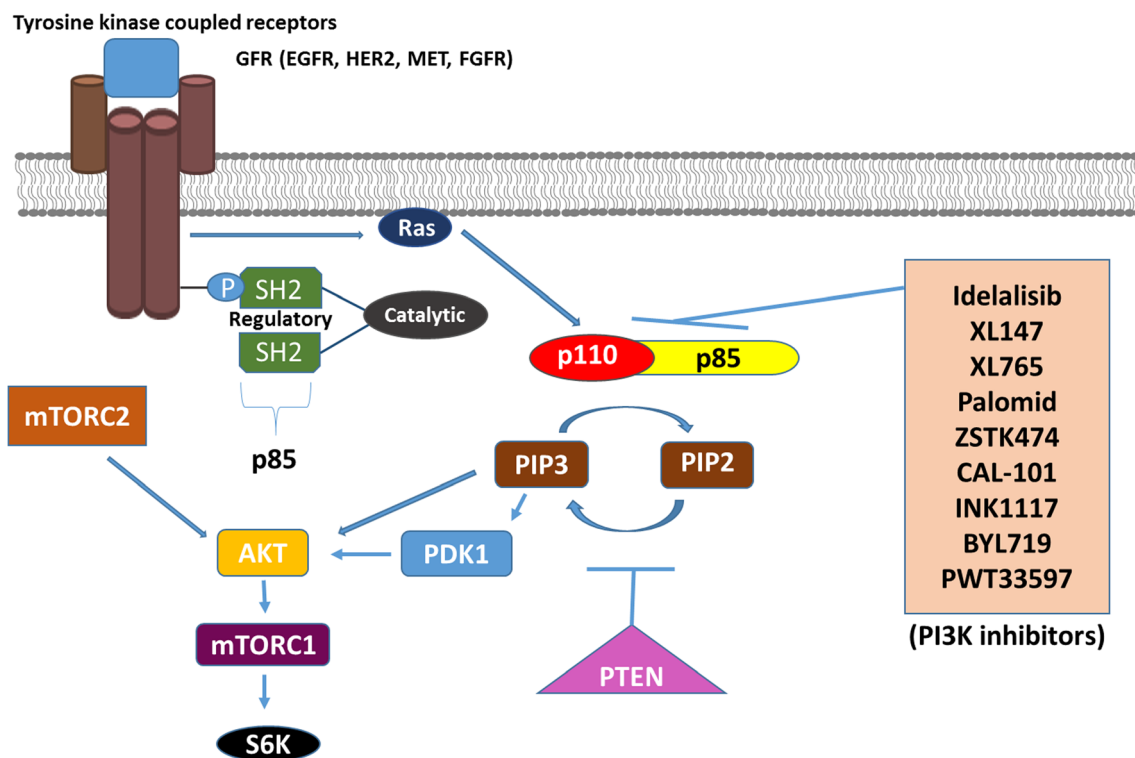 Tyrosine kinase coupled receptors
GFR (EGFR, HER2, MET, FGFR)
Ras
P
SH2
Regulatory
SH2
Catalytic
p85
p110
p85
Idelalisib
XL147
XL765
Palomid
ZSTK474
CAL-101
INK1117
BYL719
PWT33597
(PI3K inhibitors)
mTORC2
PIP3
PIP2
AKT
PDK1
mTORC1
PTEN
S6K